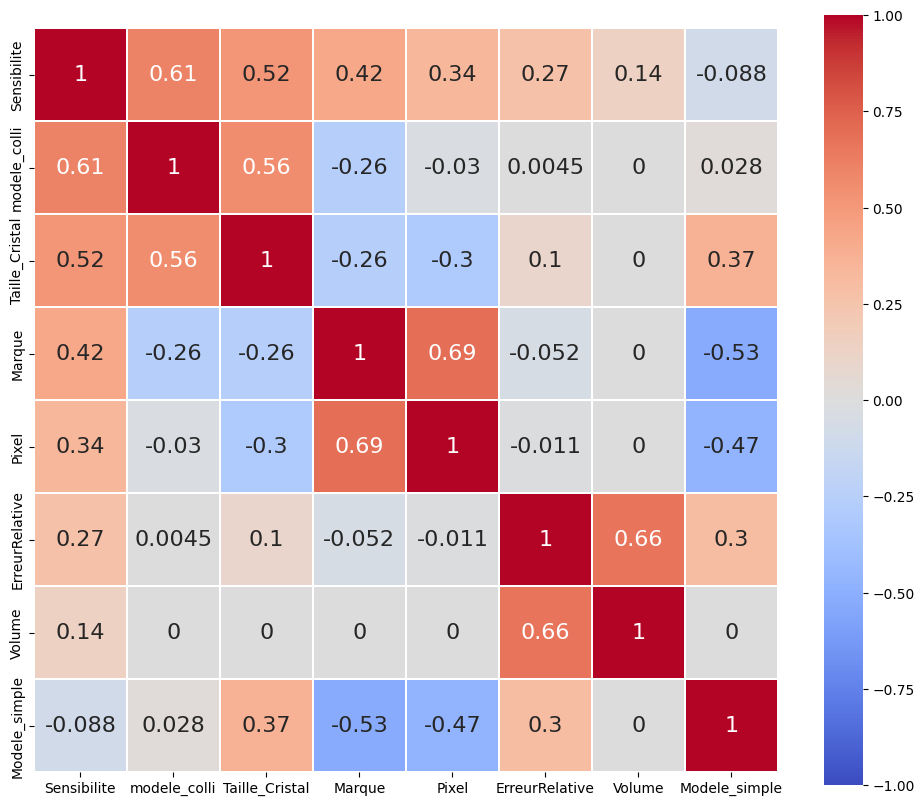 Sensibilite 1 0.61 0.52 0.42 0.34 0.27 0.14 -0.088
modele_colli 0.61 1 0.56 -0.26 -0.03 0.0045 0 0.028
Taille_Cristal 0.52 0.56 1 -0.26 -0.3 0.1 0 0.37
Marque 0.42 -0.26 -0.26 1 0.69 -0.052 0 -0.53
Pixel 0.34 -0.03 -0.3 0.69 1 -0.011 0 -0.47
ErreurRelative 0.27 0.0045 0.1 -0.052 -0.011 1 0.66 0.3
Volume 0.14 0 0 0 0 0.66 1 0
Modele_simple -0.088 0.028 0.37 -0.53 -0.47 0.3 0 1
Sensibilite modele_colli Taille_Cristal Marque Pixel ErreurRelative Volume Modele_simple
1.00
0.75
0.50
0.25
0.00
−0.25
−0.50
−0.75
−1.00